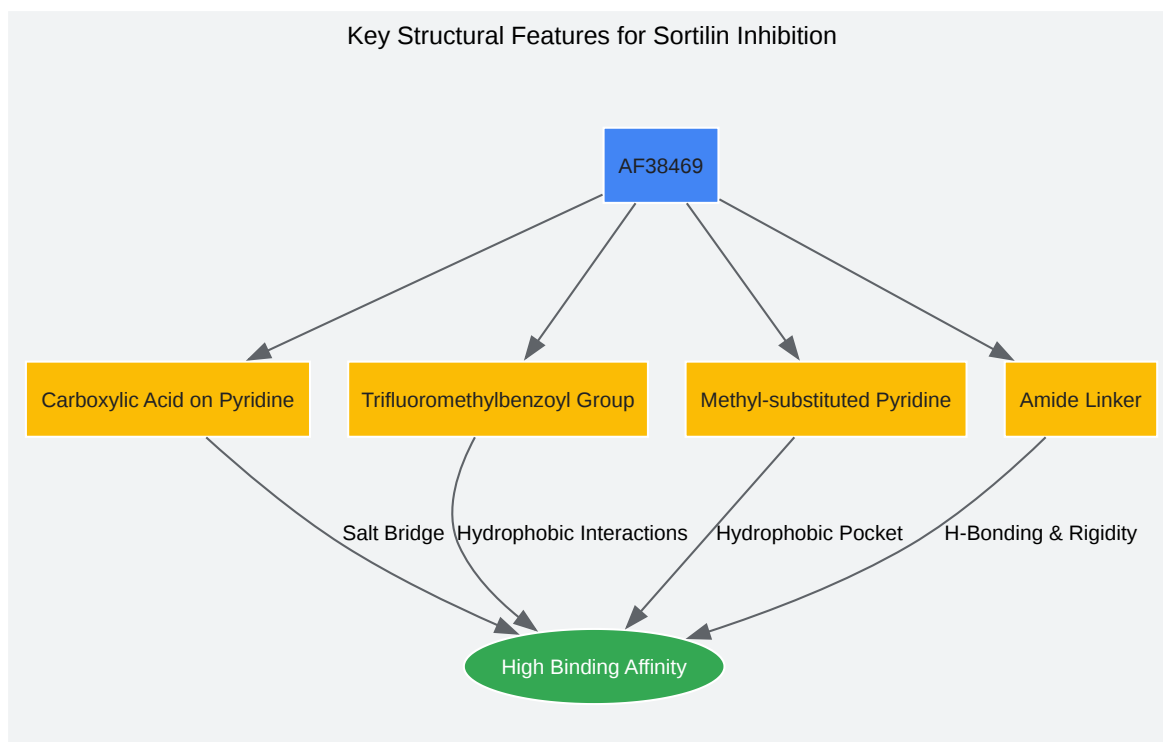 Key Structural Features for Sortilin Inhibition
AF38469
Carboxylic Acid on Pyridine
Trifluoromethylbenzoyl Group
Methyl-substituted Pyridine
Amide Linker
Salt Bridge
Hydrophobic Interactions
Hydrophobic Pocket
H-Bonding & Rigidity
High Binding Affinity